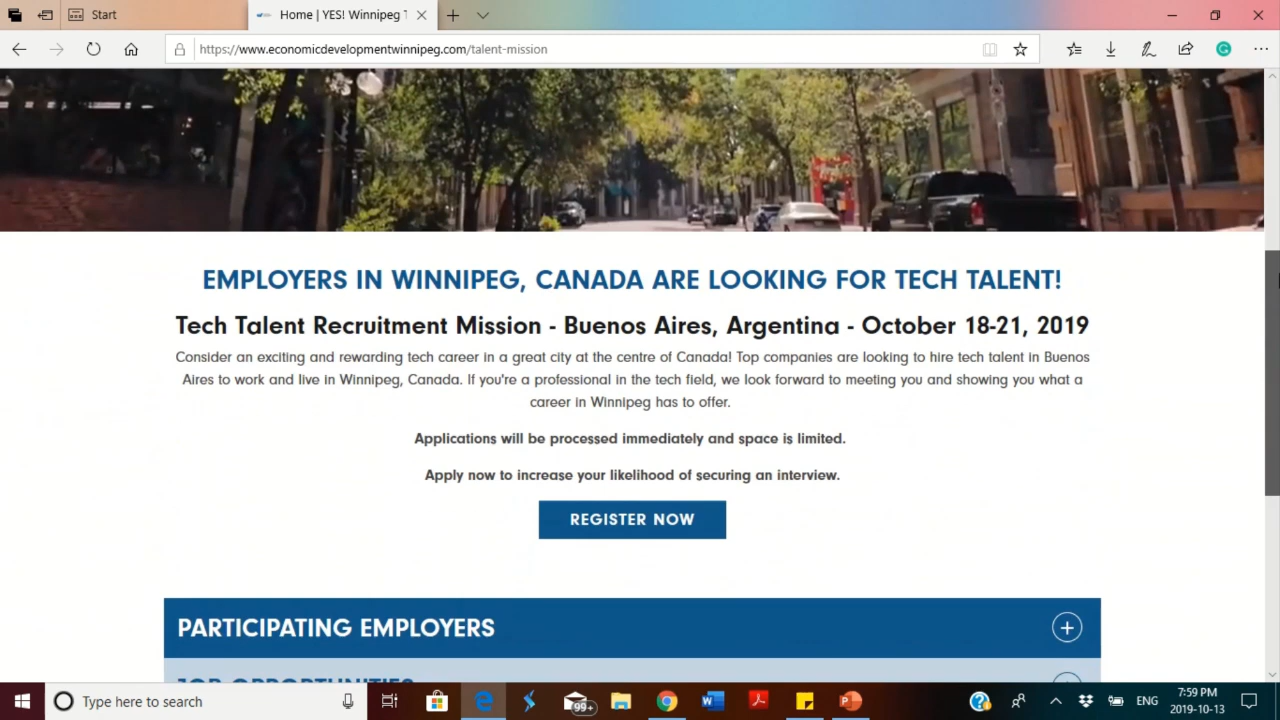 Start
Home | YES! Winnipeg T
https://www.economicdevelopmentwinnipeg.com/talent-mission
EMPLOYERS IN WINNIPEG, CANADA ARE LOOKING FOR TECH TALENT!
Tech Talent Recruitment Mission - Buenos Aires, Argentina - October 18-21, 2019
Consider an exciting and rewarding tech career in a great city at the centre of Canada! Top companies are looking to hire tech talent in Buenos
Aires to work and live in Winnipeg, Canada. If you're a professional in the tech field, we look forward to meeting you and showing you what a
career in Winnipeg has to offer.
Applications will be processed immediately and space is limited.
Apply now to increase your likelihood of securing an interview.
REGISTER NOW
PARTICIPATING EMPLOYERS
JOB OPPORTUNITIES
Type here to search
99+
ENG
7:59 PM
2019-10-13